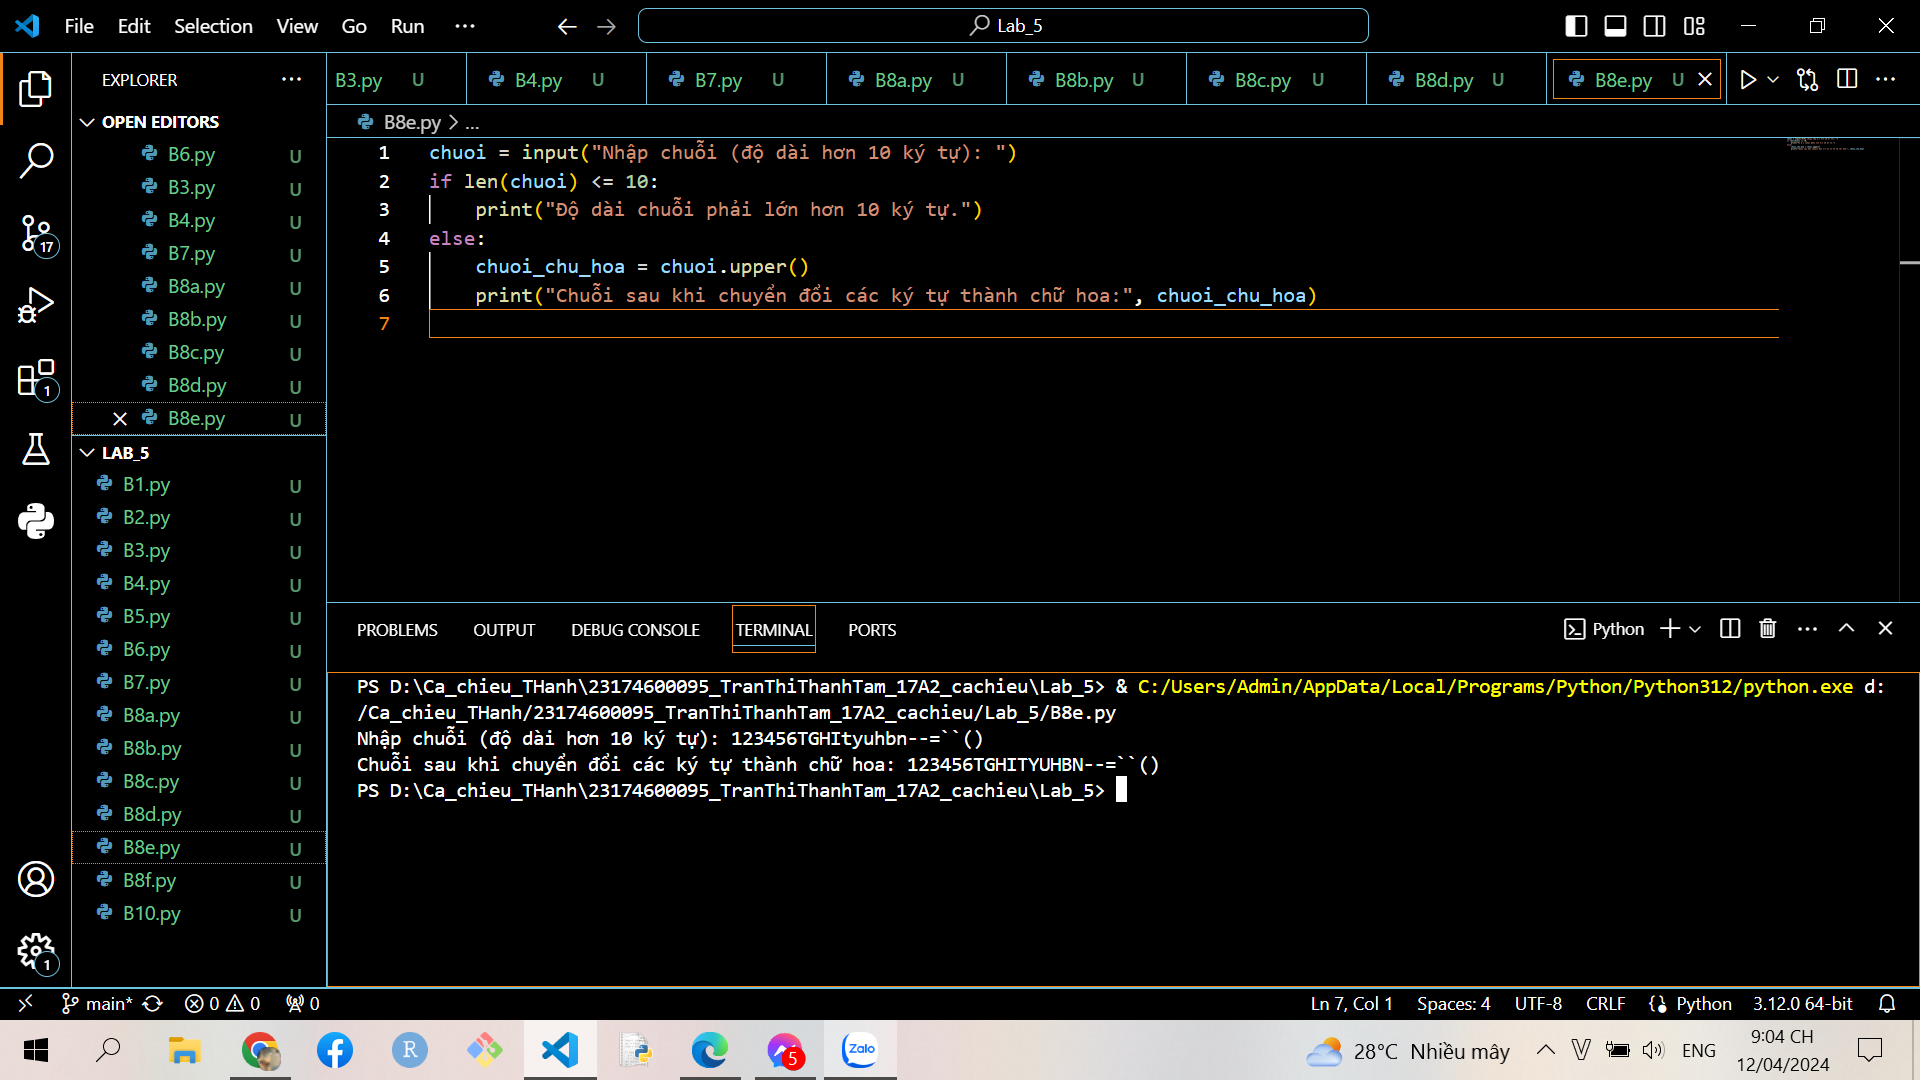 File Edit Selection View Go Run ···
Lab_5
EXPLORER
B3.py U
B4.py U
B7.py U
B8a.py U
B8b.py U
B8c.py U
B8d.py U
B8e.py U
B8e.py > ...
OPEN EDITORS
B6.py U
B3.py U
B4.py U
B7.py U
B8a.py U
B8b.py U
B8c.py U
B8d.py U
B8e.py U
LAB_5
B1.py U
B2.py U
B3.py U
B4.py U
B5.py U
B6.py U
B7.py U
B8a.py U
B8b.py U
B8c.py U
B8d.py U
B8e.py U
B8f.py U
B10.py U
17
1
1
1 chuoi = input("Nhập chuỗi (độ dài hơn 10 ký tự): ")
2 if len(chuoi) <= 10:
3     print("Độ dài chuỗi phải lớn hơn 10 ký tự.")
4 else:
5     chuoi_chu_hoa = chuoi.upper()
6     print("Chuỗi sau khi chuyển đổi các ký tự thành chữ hoa:", chuoi_chu_hoa)
7
PROBLEMS OUTPUT DEBUG CONSOLE TERMINAL PORTS
Python
PS D:\Ca_chieu_THanh\23174600095_TranThiThanhTam_17A2_cachieu\Lab_5> & C:/Users/Admin/AppData/Local/Programs/Python/Python312/python.exe d:
/Ca_chieu_THanh/23174600095_TranThiThanhTam_17A2_cachieu/Lab_5/B8e.py
Nhập chuỗi (độ dài hơn 10 ký tự): 123456TGHItyuhbn--=``()
Chuỗi sau khi chuyển đổi các ký tự thành chữ hoa: 123456TGHITYUHBN--=``()
PS D:\Ca_chieu_THanh\23174600095_TranThiThanhTam_17A2_cachieu\Lab_5>
main* 0 0 0
Ln 7, Col 1 Spaces: 4 UTF-8 CRLF Python 3.12.0 64-bit
R
5
Zalo
28°C Nhiều mây
ENG
9:04 CH
12/04/2024